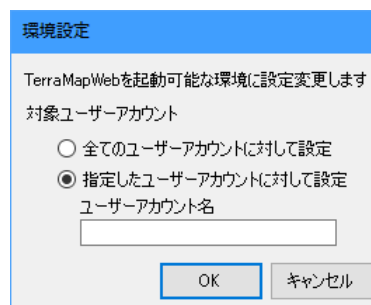 環境設定
TerraMapWebを起動可能な環境に設定変更します
対象ユーザーアカウント
全てのユーザーアカウントに対して設定
指定したユーザーアカウントに対して設定
ユーザーアカウント名
OK キャンセル